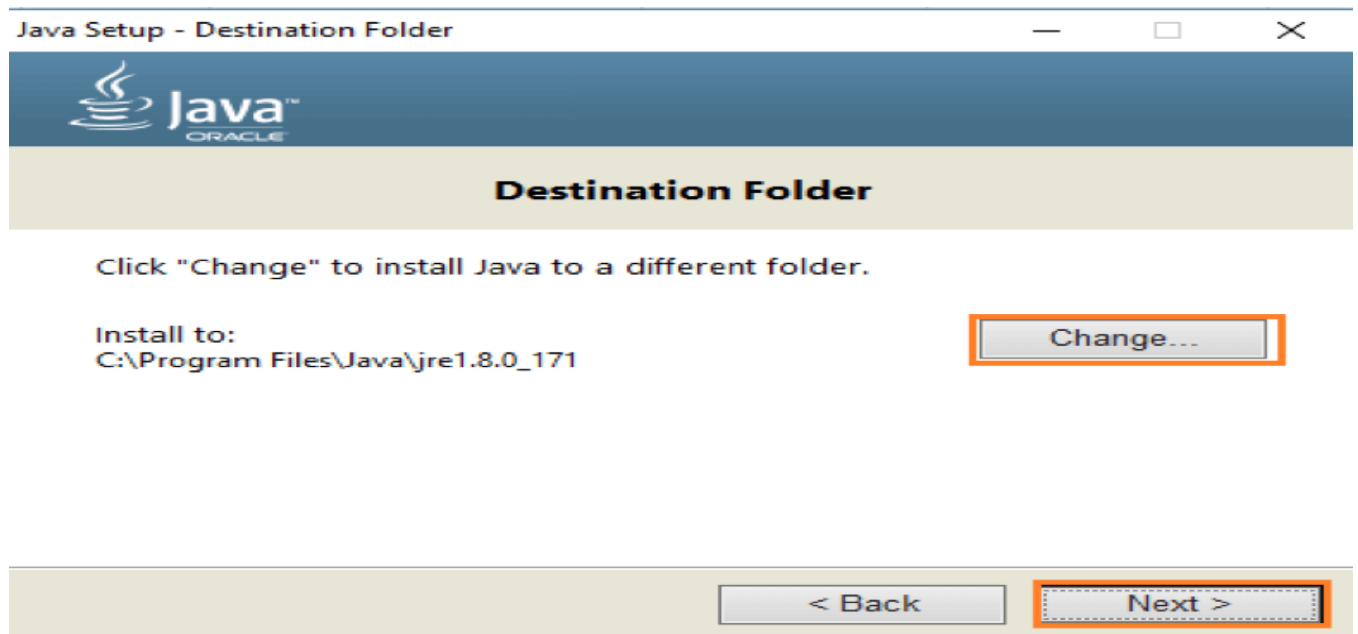 Java Setup - Destination Folder
Java™
ORACLE
Destination Folder
Click "Change" to install Java to a different folder.
Install to:
Change...
C:\Program Files\Java\jre1.8.0_171
< Back
Next >